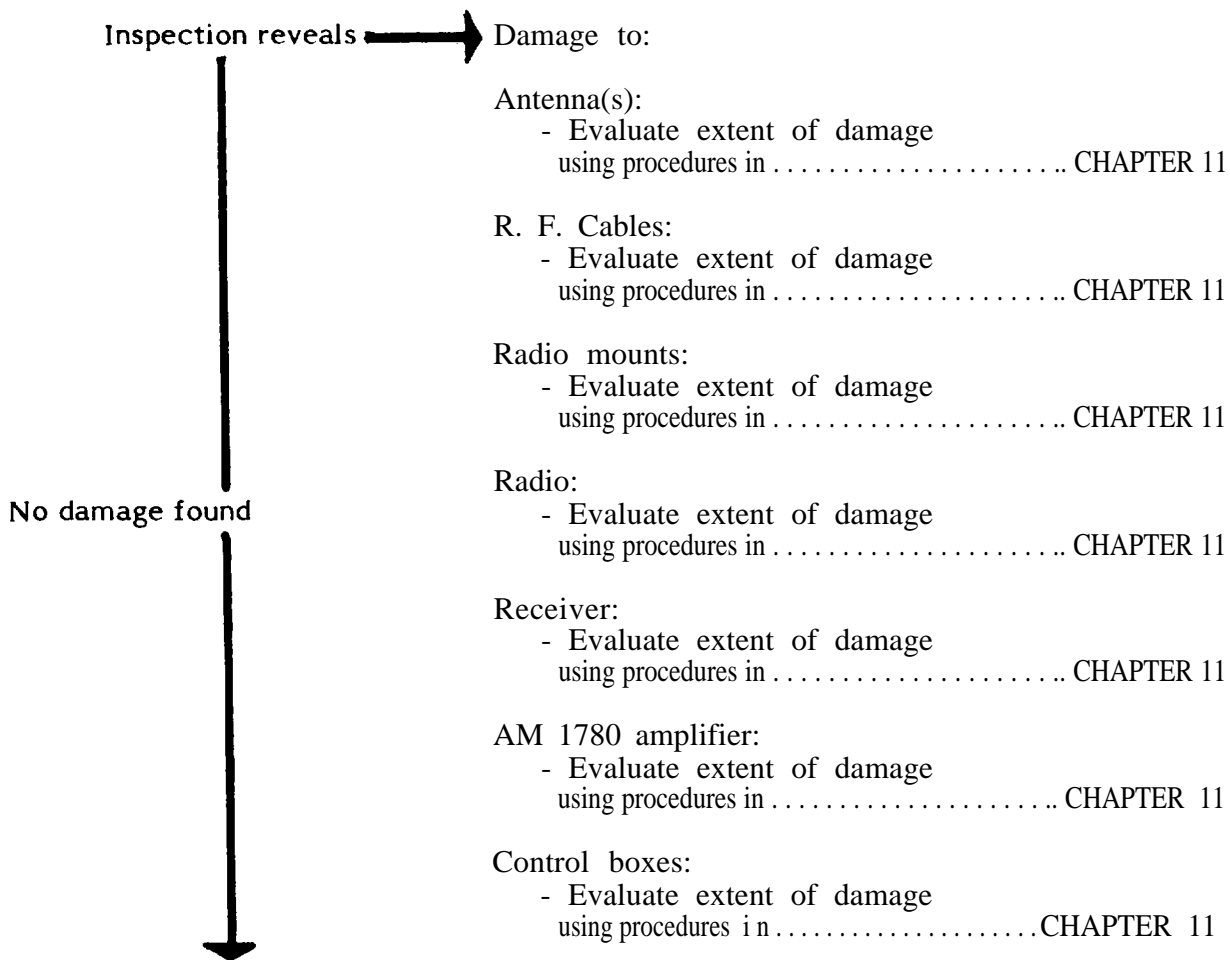 Inspection reveals Damage to:
Antenna(s):
- Evaluate extent of damage
using procedures in . . . . . . . . . . . . . . . . . . . . . .. CHAPTER 11
R. F. Cables:
- Evaluate extent of damage
using procedures in . . . . . . . . . . . . . . . . . . . . . .. CHAPTER 11
Radio mounts:
- Evaluate extent of damage
using procedures in . . . . . . . . . . . . . . . . . . . . . .. CHAPTER 11
No damage found
Radio:
- Evaluate extent of damage
using procedures in . . . . . . . . . . . . . . . . . . . . . .. CHAPTER 11
Receiver:
- Evaluate extent of damage
using procedures in . . . . . . . . . . . . . . . . . . . . . .. CHAPTER 11
AM 1780 amplifier:
- Evaluate extent of damage
using procedures in . . . . . . . . . . . . . . . . . . . . .. CHAPTER 11
Control boxes:
- Evaluate extent of damage
using procedures i n . . . . . . . . . . . . . . . . . . . . . CHAPTER 11